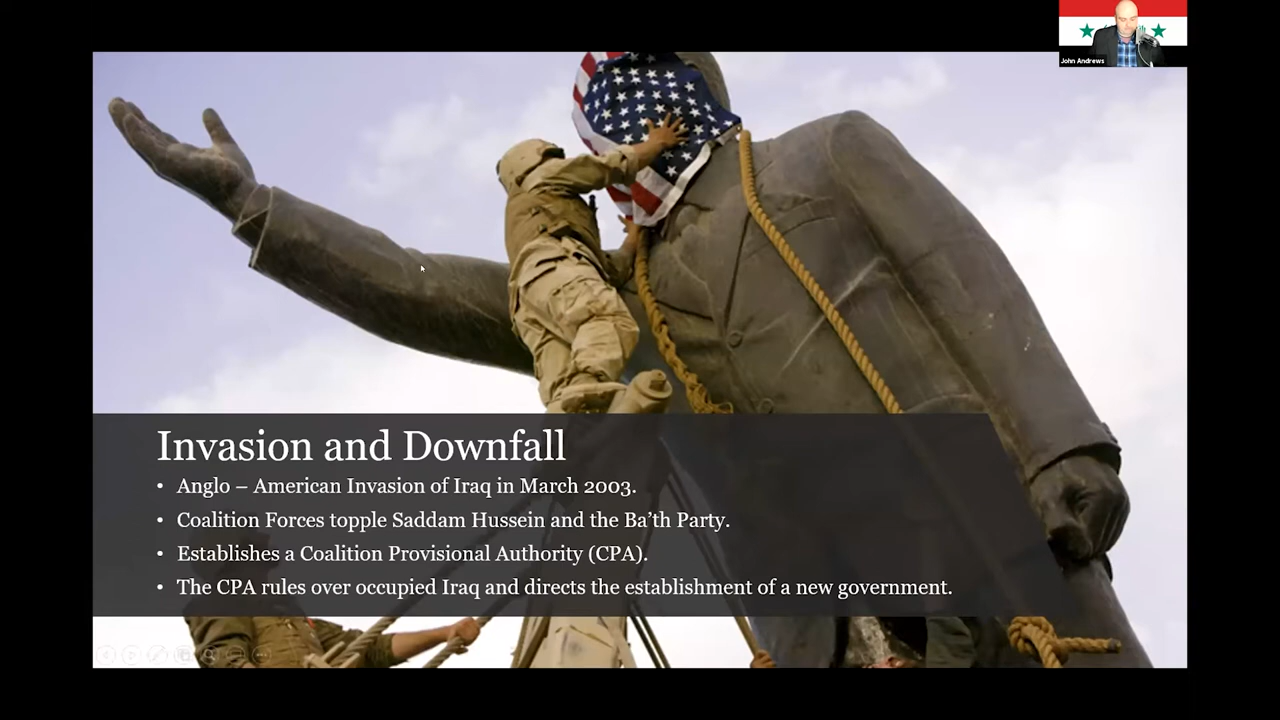 John Andrews
Invasion and Downfall
• Anglo – American Invasion of Iraq in March 2003.
• Coalition Forces topple Saddam Hussein and the Ba’th Party.
• Establishes a Coalition Provisional Authority (CPA).
• The CPA rules over occupied Iraq and directs the establishment of a new government.